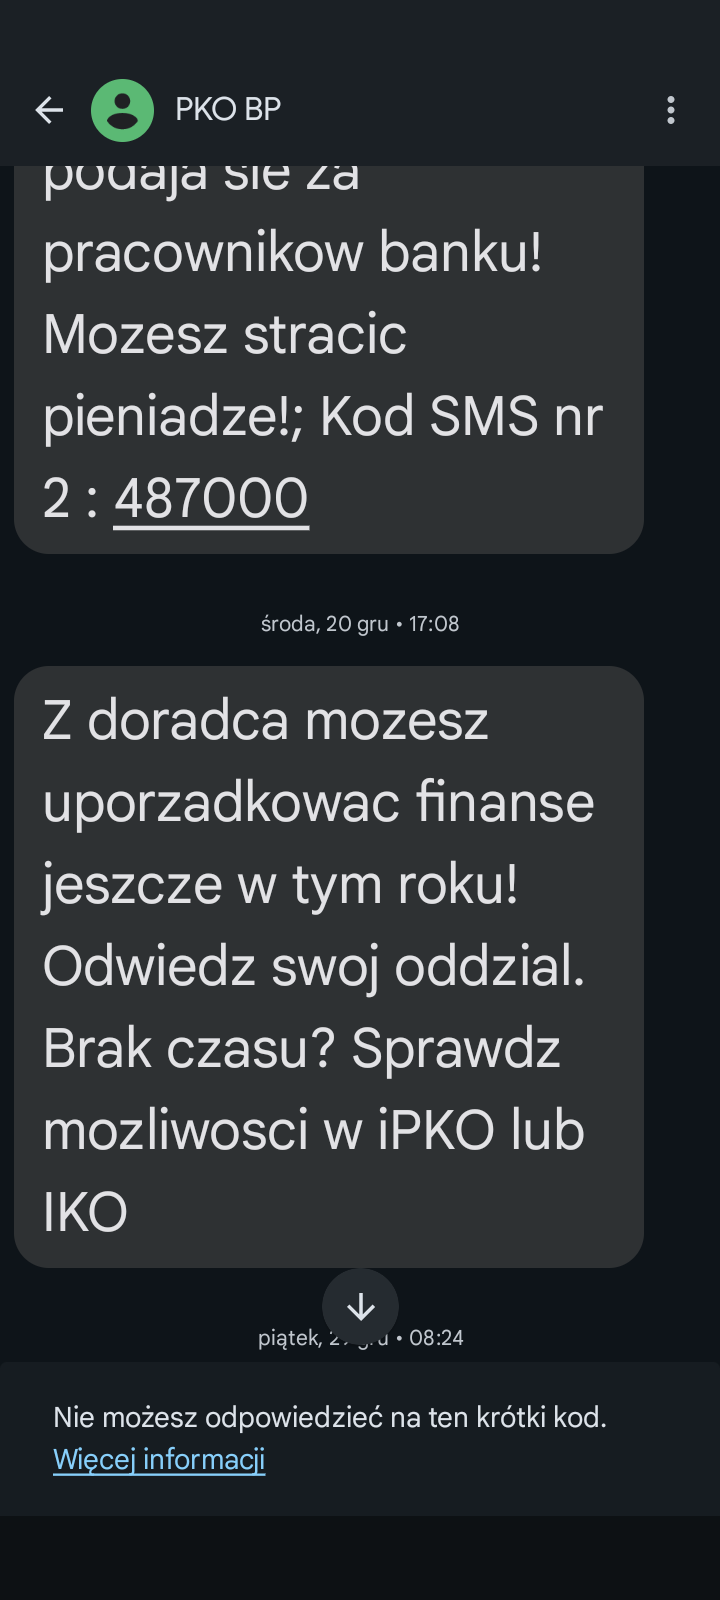 PKO BP
podaja sie za
pracownikow banku!
Mozesz stracic
pieniadze!; Kod SMS nr
2 : 487000
środa, 20 gru • 17:08
Z doradca mozesz
uporzadkowac finanse
jeszcze w tym roku!
Odwiedz swoj oddzial.
Brak czasu? Sprawdz
mozliwosci w iPKO lub
IKO
piątek, gru • 08:24
Nie możesz odpowiedzieć na ten krótki kod.
Więcej informacji